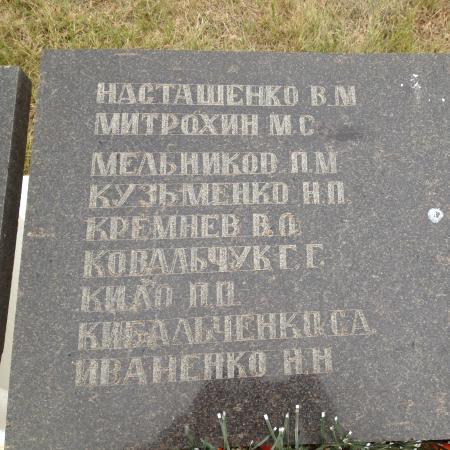 НАСТАШЕНКО В.М
МИТРОХИН М.С
МЕЛЬНИКОВ П.М
КУЗЬМЕНКО Н.П.
КРЕМНЕВ В.О.
КОВАЛЬЧУК Г.Г.
КИЛО П.П.
КИБАЛЬЧЕНКО С.А.
ИВАНЕНКО Н.Н